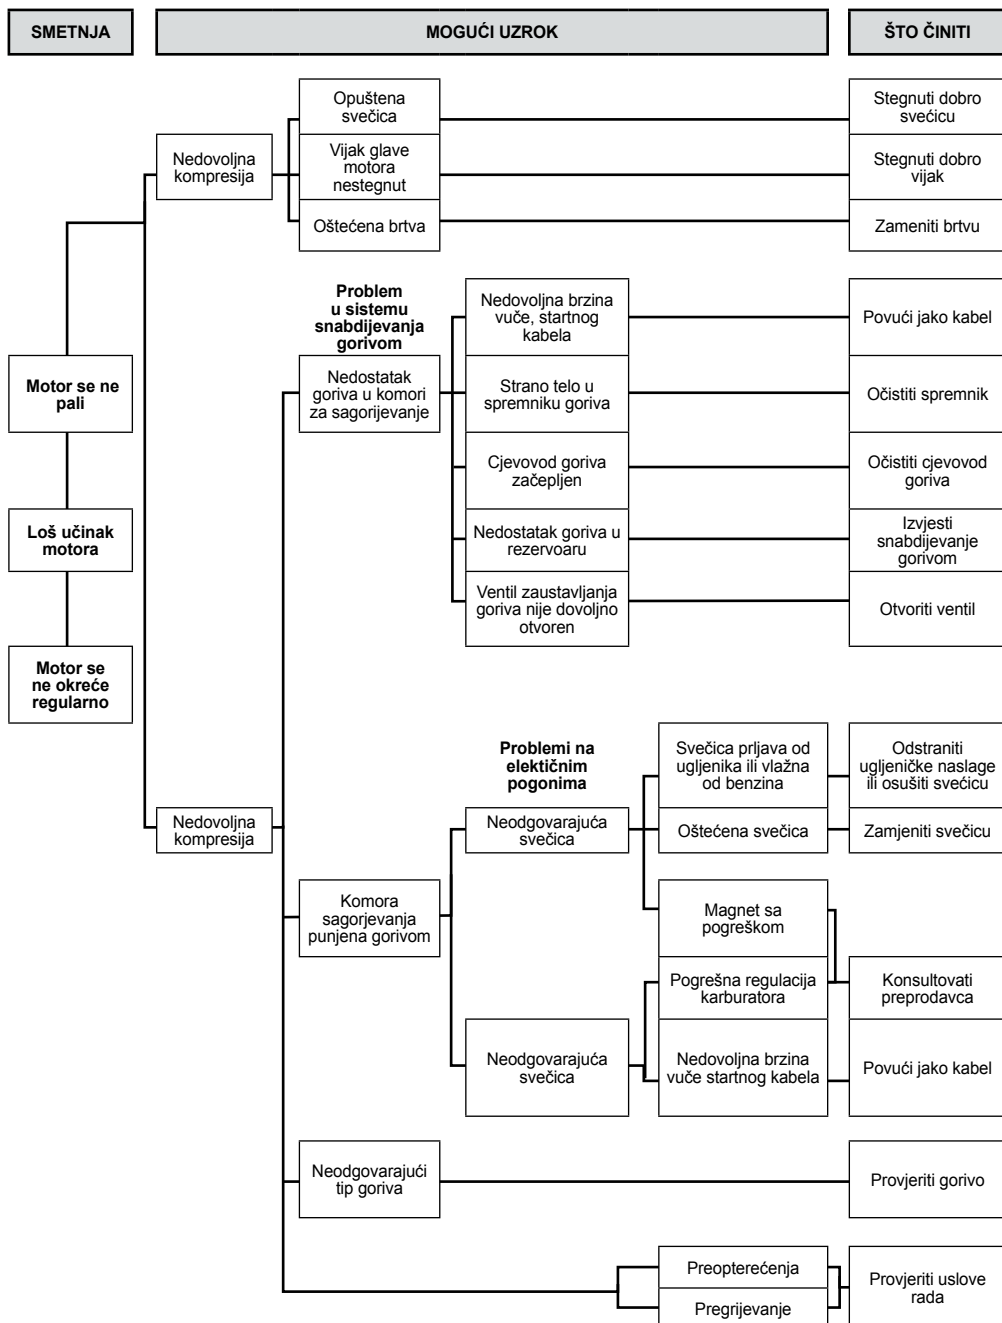 SMETNJA
MOGUĆI UZROK
ŠTO ČINITI
Opuštena
svečica
Stegnuti dobro
svećicu
Nedovoljna
kompresija
Vijak glave
motora
nestegnut
Stegnuti dobro
vijak
Oštećena brtva
Zameniti brtvu
Problem
u sistemu
snabdijevanja
gorivom
Nedovoljna brzina
vuče, startnog
kabela
Povući jako kabel
Motor se ne
pali
Nedostatak
goriva u komori
za sagorijevanje
Strano telo u
spremniku goriva
Očistiti spremnik
Cjevovod goriva
začepljen
Očistiti cjevovod
goriva
Loš učinak
motora
Nedostatak goriva u
rezervoaru
Izvjesti
snabdijevanje
gorivom
Ventil zaustavljanja
goriva nije dovoljno
otvoren
Otvoriti ventil
Motor se
ne okreće
regularno
Problemi na
elektičnim
pogonima
Svečica prljava od
ugljenika ili vlažna
od benzina
Odstraniti
ugljeničke naslage
ili osušiti svećicu
Nedovoljna
kompresija
Neodgovarajuća
svečica
Oštećena svečica
Zamjeniti svečicu
Komora
sagorjevanja
punjena gorivom
Magnet sa
pogreškom
Pogrešna regulacija
karburatora
Konsultovati
preprodavca
Neodgovarajuća
svečica
Nedovoljna brzina
vuče startnog kabela
Povući jako kabel
Neodgovarajući
tip goriva
Provjeriti gorivo
Preopterećenja
Pregrijevanje
Provjeriti uslove
rada